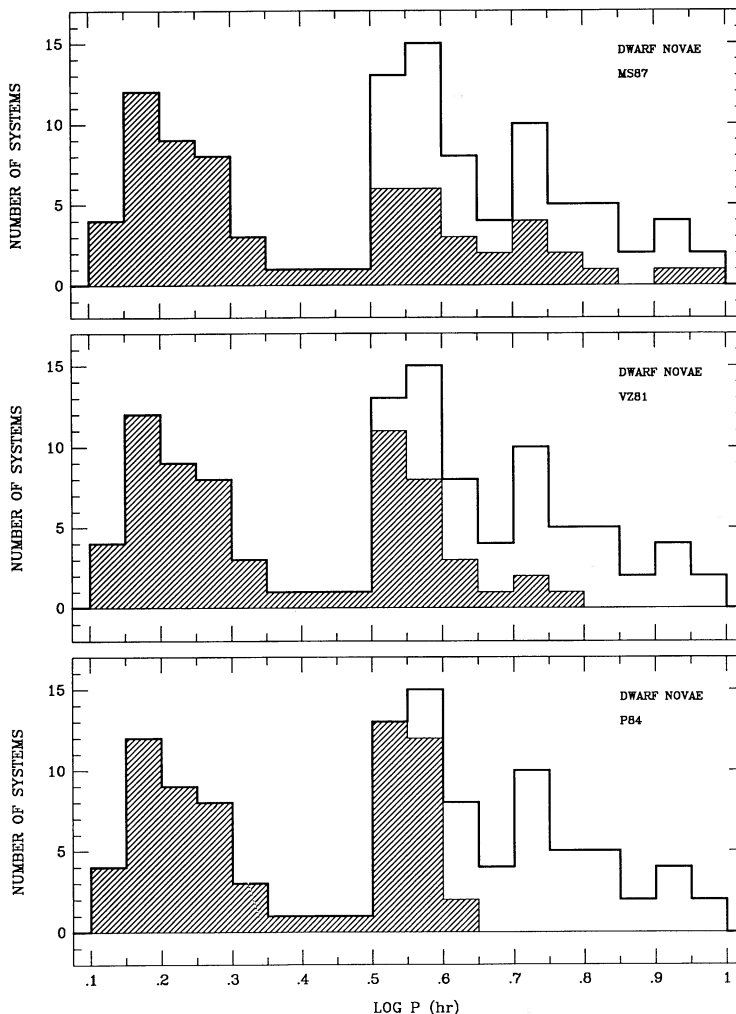 DWARF NOVAE
MS87
NUMBER OF SYSTEMS
15
10
5
0
DWARF NOVAE
VZ81
NUMBER OF SYSTEMS
15
10
5
0
DWARF NOVAE
P84
NUMBER OF SYSTEMS
15
10
5
0
.1 .2 .3 .4 .5 .6 .7 .8 .9 1
LOG P (hr)